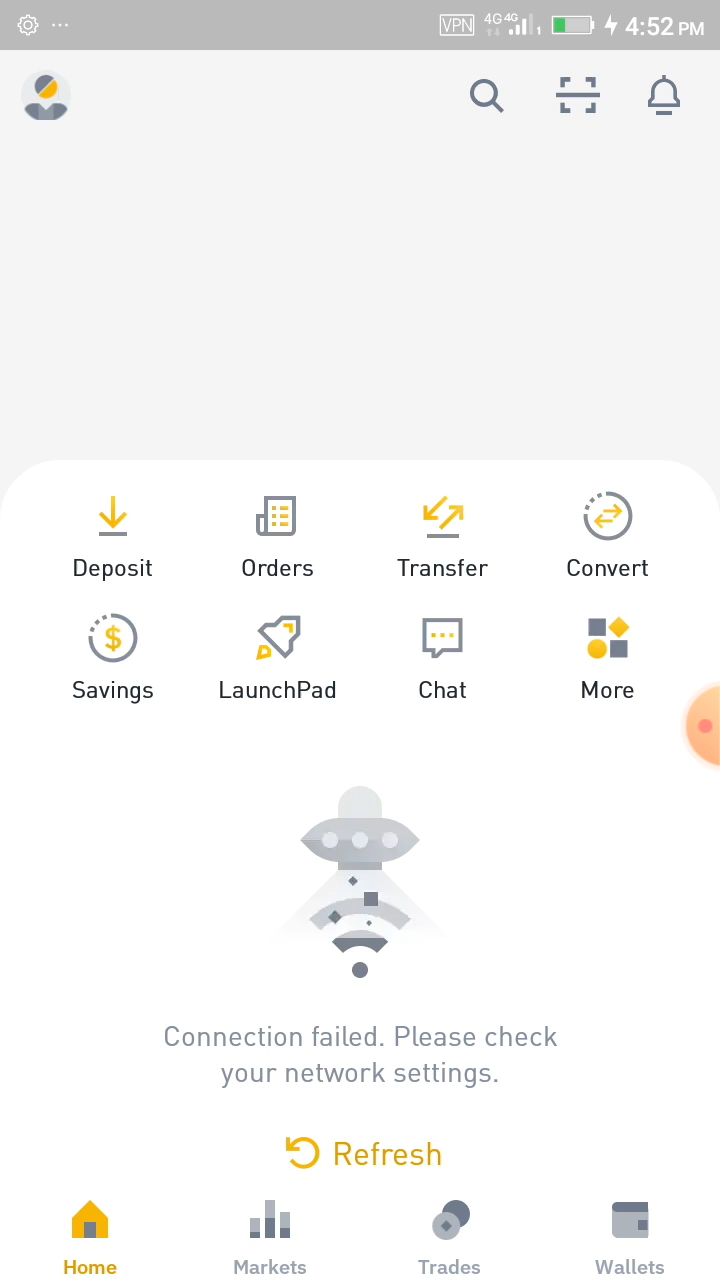 VPN 4G 4G 1 4:52 PM
Deposit Orders Transfer Convert
$
Savings LaunchPad Chat More
Connection failed. Please check
your network settings.
Refresh
Home Markets Trades Wallets